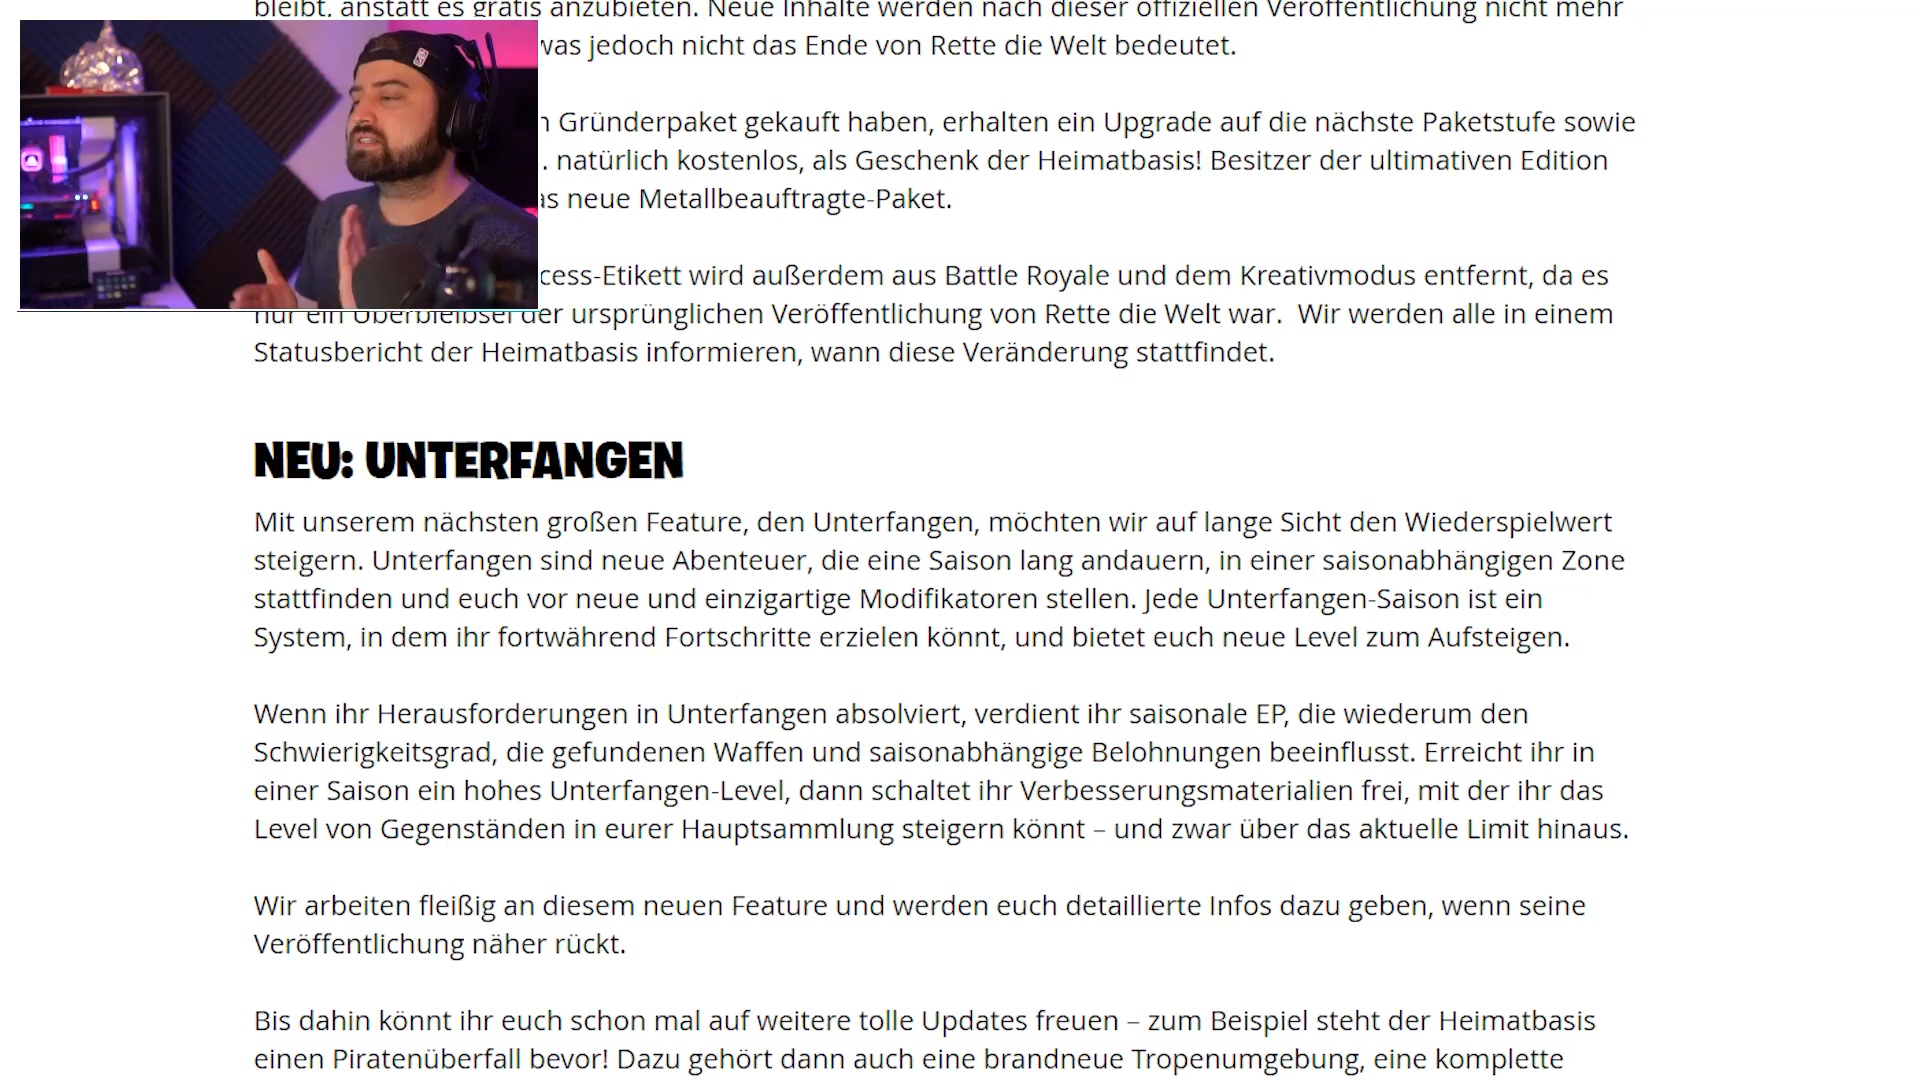 bleibt, anstatt es gratis anzubieten. Neue Inhalte werden nach dieser offiziellen Veröffentlichung nicht mehr
was jedoch nicht das Ende von Rette die Welt bedeutet.
n Gründerpaket gekauft haben, erhalten ein Upgrade auf die nächste Paketstufe sowie
. natürlich kostenlos, als Geschenk der Heimatbasis! Besitzer der ultimativen Edition
as neue Metallbeauftragte-Paket.
cess-Etikett wird außerdem aus Battle Royale und dem Kreativmodus entfernt, da es
nur ein Überbleibsel der ursprünglichen Veröffentlichung von Rette die Welt war.  Wir werden alle in einem
Statusbericht der Heimatbasis informieren, wann diese Veränderung stattfindet.
NEU: UNTERFANGEN
Mit unserem nächsten großen Feature, den Unterfangen, möchten wir auf lange Sicht den Wiederspielwert
steigern. Unterfangen sind neue Abenteuer, die eine Saison lang andauern, in einer saisonabhängigen Zone
stattfinden und euch vor neue und einzigartige Modifikatoren stellen. Jede Unterfangen-Saison ist ein
System, in dem ihr fortwährend Fortschritte erzielen könnt, und bietet euch neue Level zum Aufsteigen.
Wenn ihr Herausforderungen in Unterfangen absolviert, verdient ihr saisonale EP, die wiederum den
Schwierigkeitsgrad, die gefundenen Waffen und saisonabhängige Belohnungen beeinflusst. Erreicht ihr in
einer Saison ein hohes Unterfangen-Level, dann schaltet ihr Verbesserungsmaterialien frei, mit der ihr das
Level von Gegenständen in eurer Hauptsammlung steigern könnt – und zwar über das aktuelle Limit hinaus.
Wir arbeiten fleißig an diesem neuen Feature und werden euch detaillierte Infos dazu geben, wenn seine
Veröffentlichung näher rückt.
Bis dahin könnt ihr euch schon mal auf weitere tolle Updates freuen – zum Beispiel steht der Heimatbasis
einen Piratenüberfall bevor! Dazu gehört dann auch eine brandneue Tropenumgebung, eine komplette